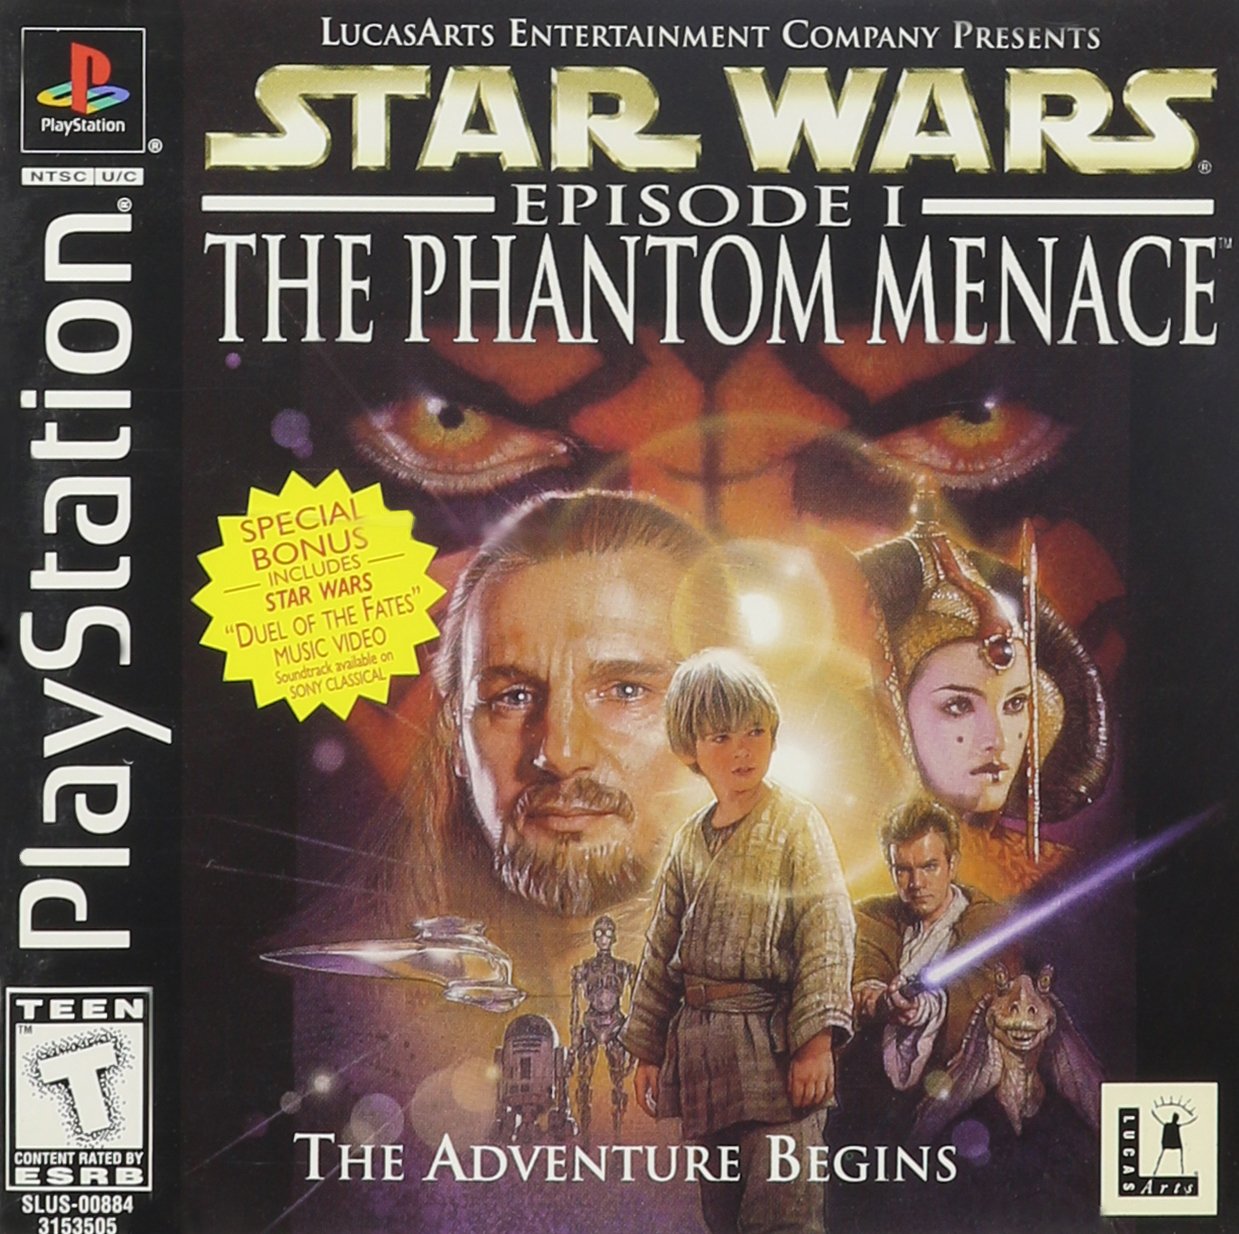 LUCASARTS ENTERTAINMENT COMPANY PRESENTS
STAR WARS®
EPISODE I
THE PHANTOM MENACE™
PlayStation
®
NTSC U/C
PlayStation®
SPECIAL
BONUS
INCLUDES
STAR WARS
"DUEL OF THE FATES"
MUSIC VIDEO
Soundtrack available on
SONY CLASSICAL
THE ADVENTURE BEGINS
TEEN
™
T
CONTENT RATED BY
ESRB
SLUS-00884
3153505
LUCAS
Arts